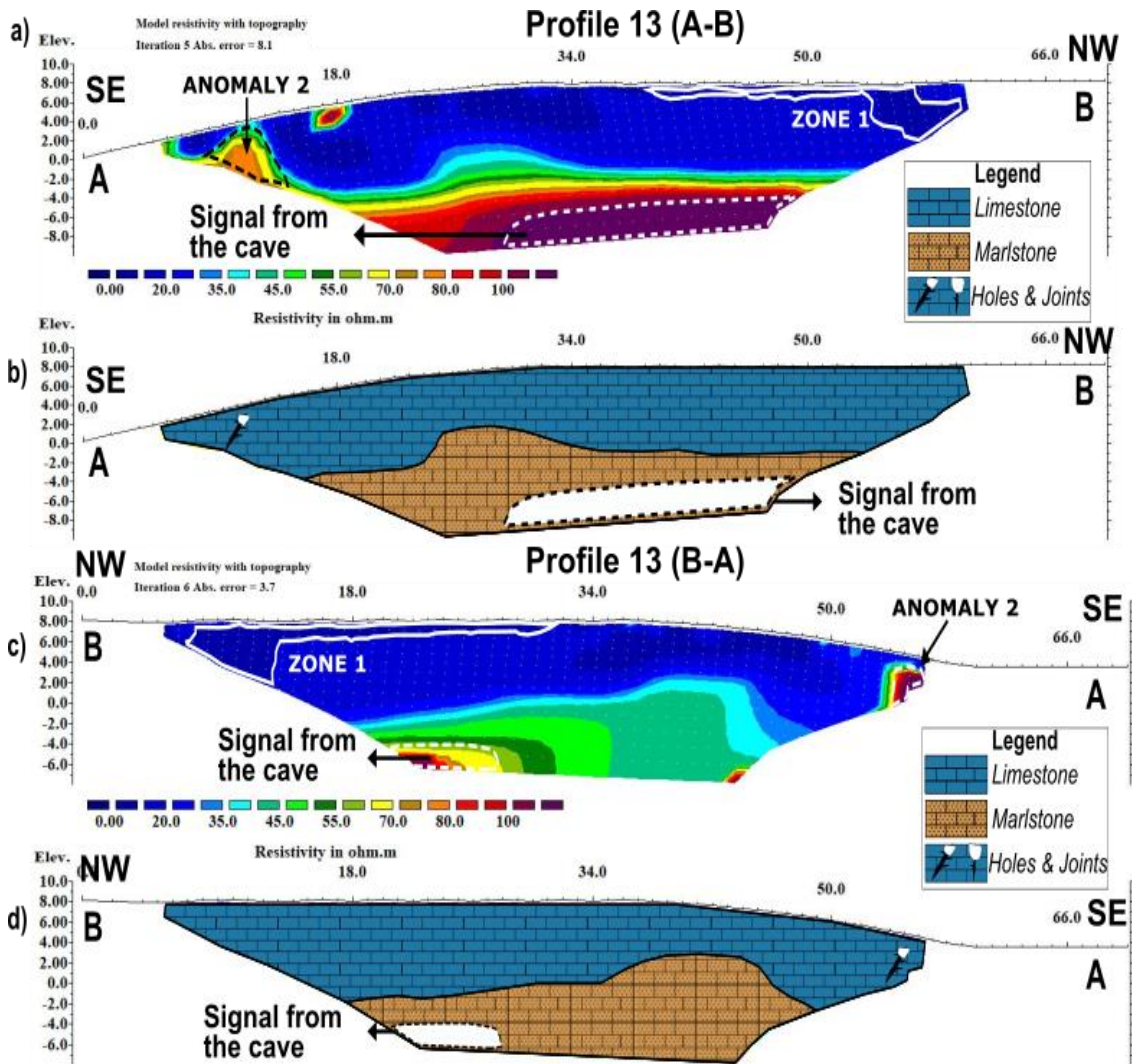 a)
Profile 13 (A-B)
Model resistivity with topography
Iteration 5 Abs. error = 8.1
Elev.
NW
SE
ANOMALY 2
ZONE 1
A
B
10.0
8.00
6.00
4.00
2.00
0.0
-2.0
-4.0
-6.0
-8.0
0.0
18.0
34.0
50.0
66.0
Signal from
the cave
0.00 20.0 35.0 45.0 55.0 70.0 80.0 100
Resistivity in ohm.m
Legend
Limestone
Marlstone
Holes & Joints
b)
Elev.
NW
SE
A
B
10.0
8.00
6.00
4.00
2.00
0.0
-2.0
-4.0
-6.0
-8.0
0.0
18.0
34.0
50.0
66.0
Signal from
the cave
c)
Profile 13 (B-A)
NW
Model resistivity with topography
Iteration 6 Abs. error = 3.7
Elev.
SE
ANOMALY 2
ZONE 1
B
A
10.0
8.00
6.00
4.00
2.00
0.0
-2.0
-4.0
-6.0
0.0
18.0
34.0
50.0
66.0
Signal from
the cave
0.00 20.0 35.0 45.0 55.0 70.0 80.0 100
Resistivity in ohm.m
Legend
Limestone
Marlstone
Holes & Joints
d)
Elev.
NW
SE
B
A
10.0
8.00
6.00
4.00
2.00
0.00
-2.0
-4.0
-6.0
18.0
34.0
50.0
66.0
Signal from
the cave